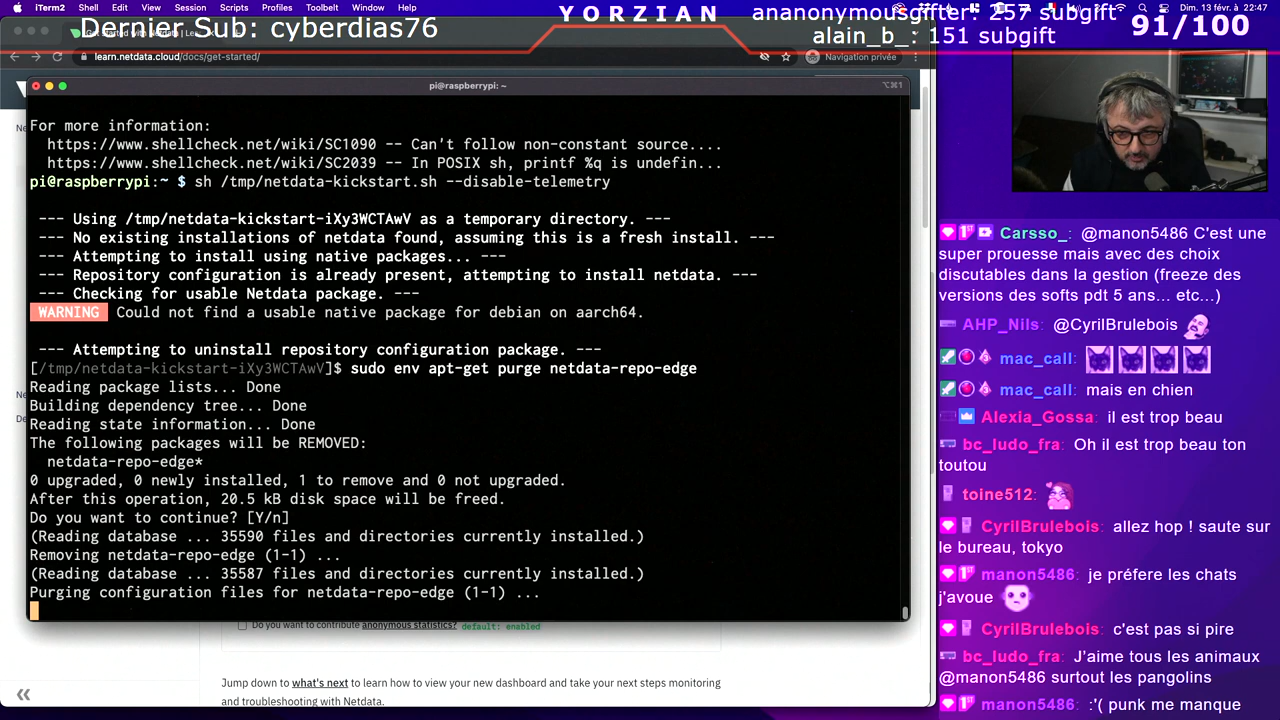 iTerm2 Shell Edit View Session Scripts Profiles Toolbelt Window Help
Dim 13 févr à 22:47
Dernier Sub: cyberdias76
YORZIAN
ananonymousgifter: 257 subgift
alain_b_: 151 subgift
91/100
learn.netdata.cloud/docs/get-started/
Navigation privée
pi@raspberrypi: ~
⌥⌘1
For more information:
https://www.shellcheck.net/wiki/SC1090 -- Can't follow non-constant source....
https://www.shellcheck.net/wiki/SC2039 -- In POSIX sh, printf %q is undefin...
pi@raspberrypi:~ $ sh /tmp/netdata-kickstart.sh --disable-telemetry
--- Using /tmp/netdata-kickstart-iXy3WCTAwV as a temporary directory. ---
--- No existing installations of netdata found, assuming this is a fresh install. ---
--- Attempting to install using native packages... ---
--- Repository configuration is already present, attempting to install netdata. ---
--- Checking for usable Netdata package. ---
WARNING Could not find a usable native package for debian on aarch64.
--- Attempting to uninstall repository configuration package. ---
[/tmp/netdata-kickstart-iXy3WCTAwV]$ sudo env apt-get purge netdata-repo-edge
Reading package lists... Done
Building dependency tree... Done
Reading state information... Done
The following packages will be REMOVED:
netdata-repo-edge*
0 upgraded, 0 newly installed, 1 to remove and 0 not upgraded.
After this operation, 20.5 kB disk space will be freed.
Do you want to continue? [Y/n]
(Reading database ... 35590 files and directories currently installed.)
Removing netdata-repo-edge (1-1) ...
(Reading database ... 35587 files and directories currently installed.)
Purging configuration files for netdata-repo-edge (1-1) ...
Do you want to contribute anonymous statistics? default: enabled
Jump down to what's next to learn how to view your new dashboard and take your next steps monitoring
and troubleshooting with Netdata.
Carsso_: @manon5486 C'est une
super prouesse mais avec des choix
discutables dans la gestion (freeze des
versions des softs pdt 5 ans... etc...)
AHP_Nils: @CyrilBrulebois
mac_call:
mac_call: mais en chien
Alexia_Gossa: il est trop beau
bc_ludo_fra: Oh il est trop beau ton
toutou
toine512:
CyrilBrulebois: allez hop ! saute sur
le bureau, tokyo
manon5486: je préfere les chats
j'avoue
CyrilBrulebois: c'est pas si pire
bc_ludo_fra: J'aime tous les animaux
@manon5486 surtout les pangolins
manon5486: :'( punk me manque